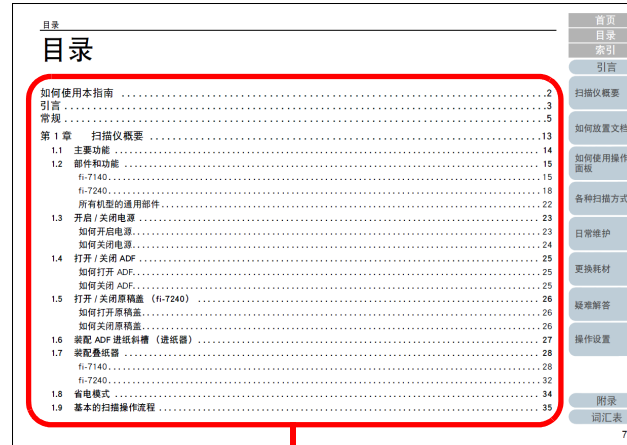 目录
目录
如何使用本指南 ........2
引言 ........3
常规 ........5
第 1 章 扫描仪概要 ........13
1.1 主要功能 ........14
1.2 部件和功能 ........15
fi-7140 ........15
fi-7240 ........18
所有机型的通用部件 ........22
1.3 开启 / 关闭电源 ........23
如何开启电源 ........23
如何关闭电源 ........24
1.4 打开 / 关闭 ADF ........25
如何打开 ADF ........25
如何关闭 ADF ........25
1.5 打开 / 关闭原稿盖 (fi-7240) ........26
如何打开原稿盖 ........26
如何关闭原稿盖 ........26
1.6 装配 ADF 进纸斜槽 (进纸器) ........27
1.7 装配叠纸器 ........28
fi-7140 ........28
fi-7240 ........32
1.8 省电模式 ........34
1.9 基本的扫描操作流程 ........35
首页
目录
索引
引言
扫描仪概要
如何放置文档
如何使用操作
面板
各种扫描方式
日常维护
更换耗材
疑难解答
操作设置
附录
词汇表
7